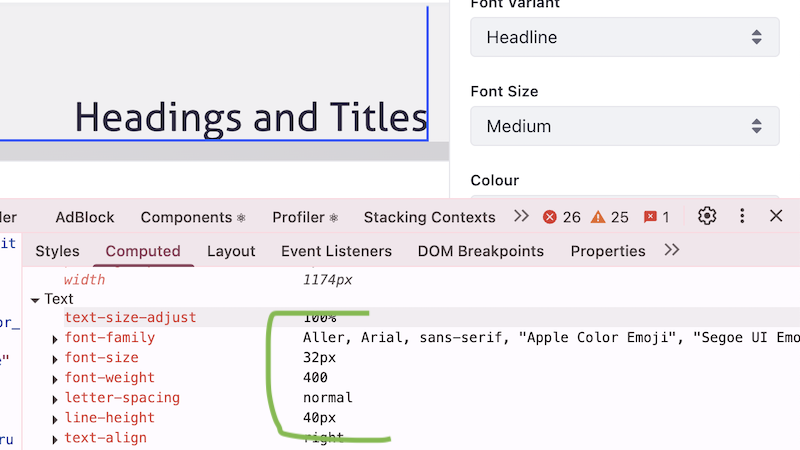 Font Variant
Headline
Headings and Titles
Font Size
Medium
Colour
AdBlock Components Profiler Stacking Contexts 26 25 1
it
Styles Computed Layout Event Listeners DOM Breakpoints Properties
width 1174px
Text
text-size-adjust 100%
font-family Aller, Arial, sans-serif, "Apple Color Emoji", "Segoe UI Emo
font-size 32px
font-weight 400
letter-spacing normal
line-height 40px
text-align right
ru